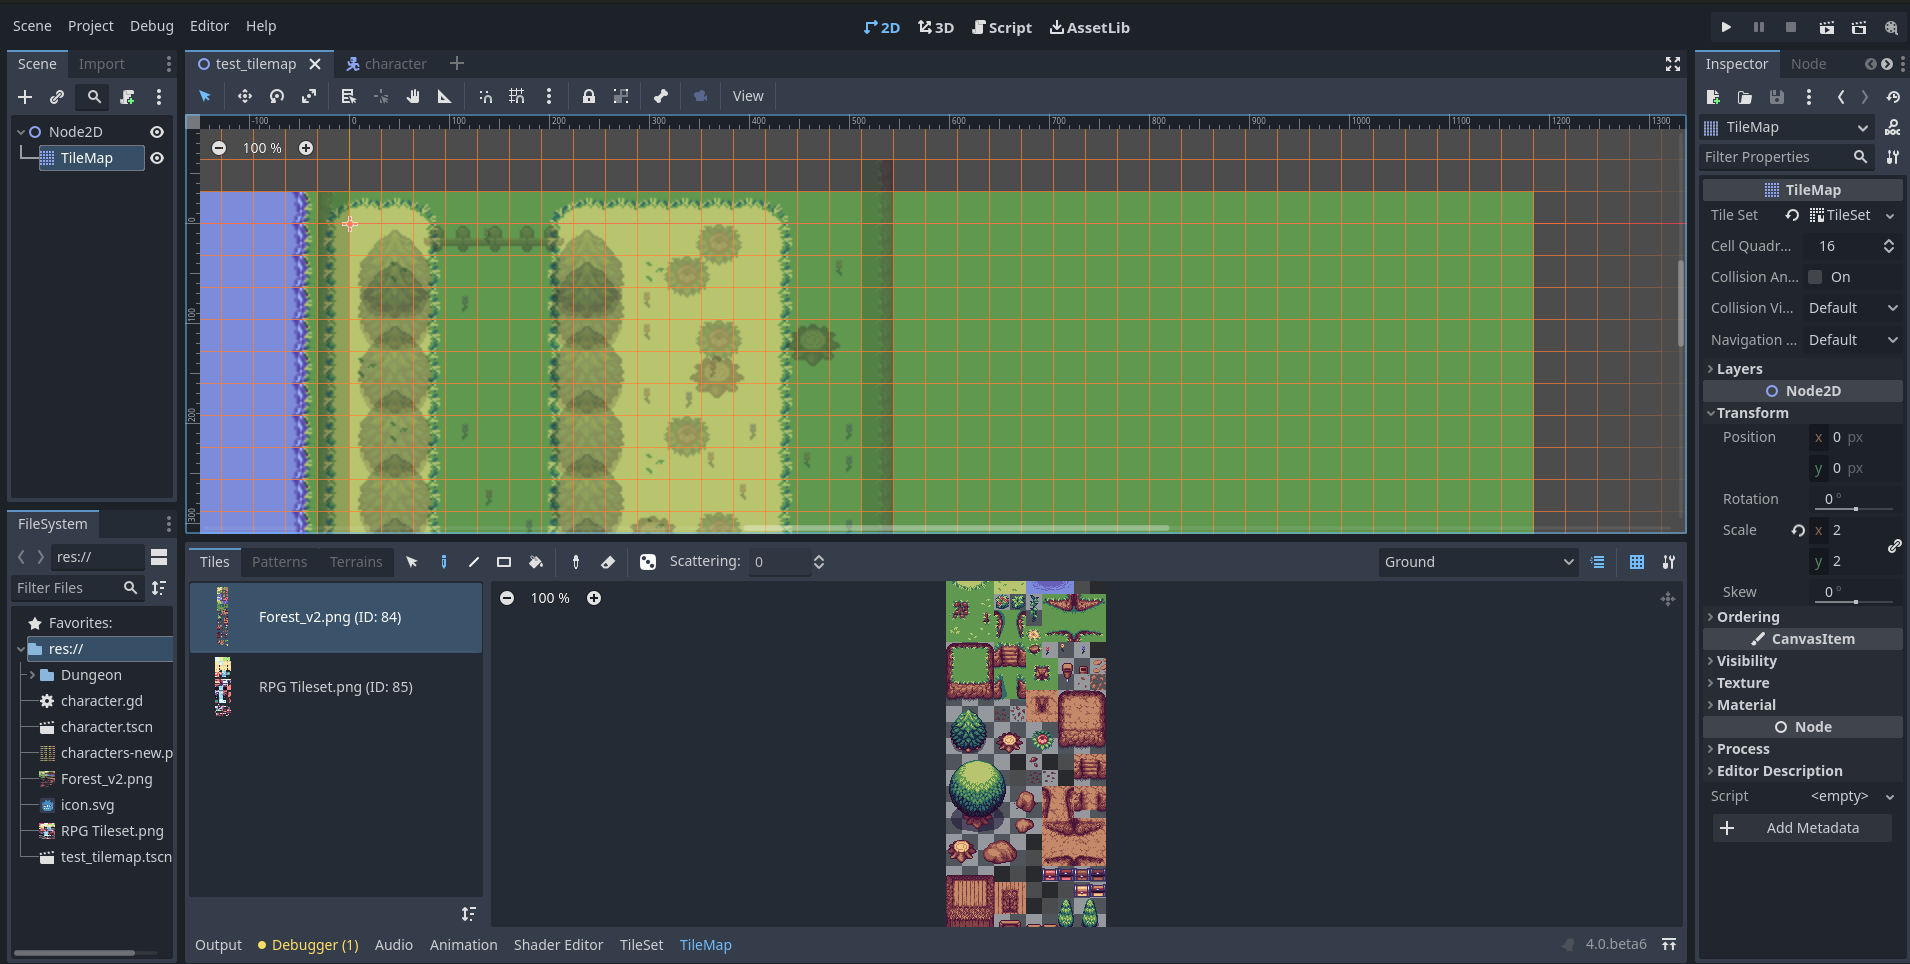 Scene Project Debug Editor Help
2D 3D Script AssetLib
Scene Import
Node2D
TileMap
FileSystem
res://
Filter Files
Favorites:
res://
Dungeon
character.gd
character.tscn
characters-new.p
Forest_v2.png
icon.svg
RPG Tileset.png
test_tilemap.tscn
test_tilemap character
View
-100 0 100 200 300 400 500 600 700 800 900 1000 1100 1200 1300
0
100
200
300
100 %
Tiles Patterns Terrains Scattering: 0 Ground
Forest_v2.png (ID: 84)
RPG Tileset.png (ID: 85)
100 %
Output Debugger (1) Audio Animation Shader Editor TileSet TileMap 4.0.beta6
Inspector Node
TileMap
Filter Properties
TileMap
Tile Set TileSet
Cell Quadr... 16
Collision An... On
Collision Vi... Default
Navigation ... Default
Layers
Node2D
Transform
Position x 0 px
y 0 px
Rotation 0 °
Scale x 2
y 2
Skew 0 °
Ordering
CanvasItem
Visibility
Texture
Material
Node
Process
Editor Description
Script <empty>
Add Metadata